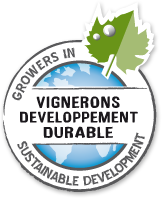 GROWERS IN
VIGNERONS
DEVELOPPEMENT
DURABLE
SUSTAINABLE DEVELOPMENT